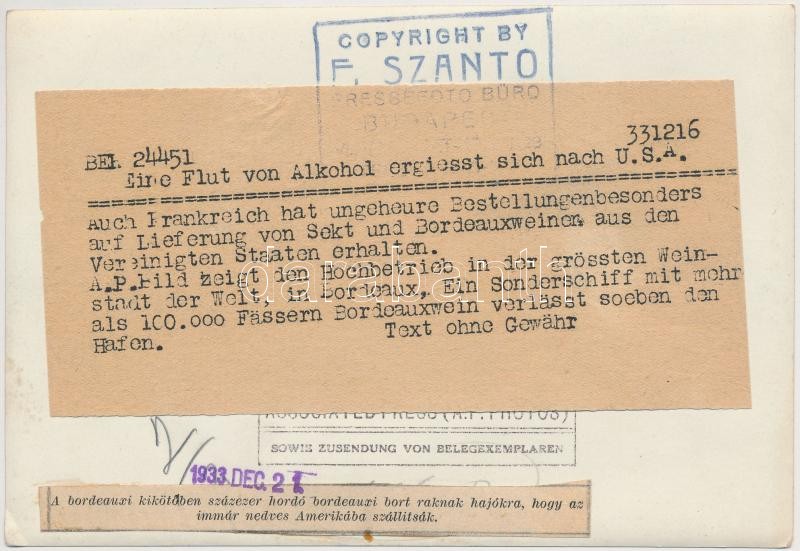 COPYRIGHT BY
F. SZANTO
PRESSEFOTO BÜRO
BUDAPE
BER. 24451
331216
Eine Flut von Alkohol ergiesst sich nach U.S.A.
Auch Frankreich hat ungeheure Bestellungenbesonders
auf Lieferung von Sekt und Bordeauxweinen aus den
Vereinigten Staaten erhalten.
A.P.Bild zeigt den Hochbetrieb in der grössten Wein-
stadt der Welt, in Bordeaux,. Ein Sonderschiff mit mehr
als 100.000 Fässern Bordeauxwein verlässt soeben den
Hafen. Text ohne Gewähr
darabanth
ASSOCIATED PRESS (A.P. PHOTOS)
SOWIE ZUSENDUNG VON BELEGEXEMPLAREN
1933 DEC. 21
A bordeauxi kikötőben százezer hordó bordeauxi bort raknak hajókra, hogy az
immár nedves Amerikába szállítsák.